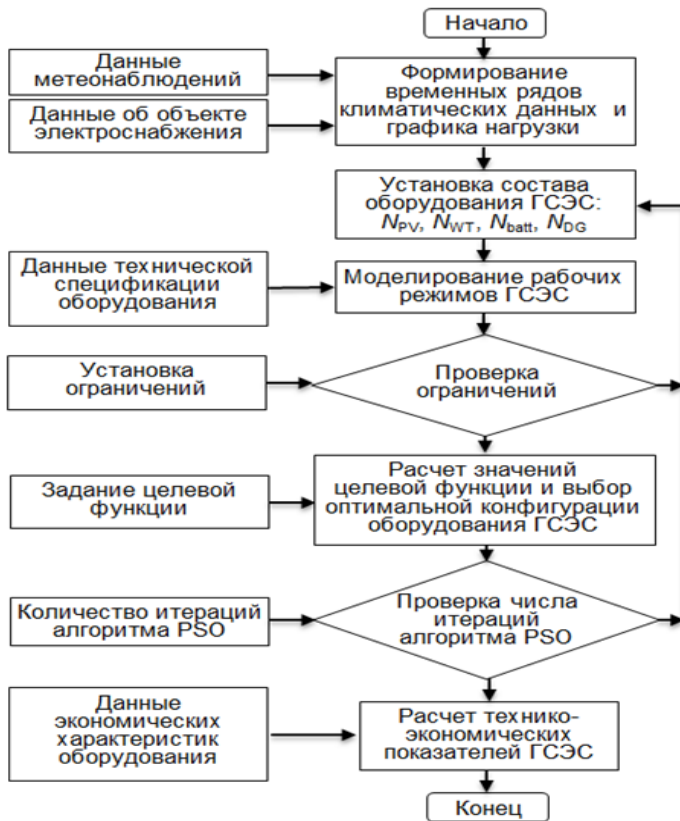 Начало
Данные
метеонаблюдений
Формирование
временных рядов
климатических данных и
графика нагрузки
Данные об объекте
электроснабжения
Установка состава
оборудования ГСЭС:
NPV, NWT, Nbatt, NDG
Данные технической
спецификации
оборудования
Моделирование рабочих
режимов ГСЭС
Установка
ограничений
Проверка
ограничений
Задание целевой
функции
Расчет значений
целевой функции и выбор
оптимальной конфигурации
оборудования ГСЭС
Количество итераций
алгоритма PSO
Проверка числа
итераций
алгоритма PSO
Данные
экономических
характеристик
оборудования
Расчет технико-
экономических
показателей ГСЭС
Конец